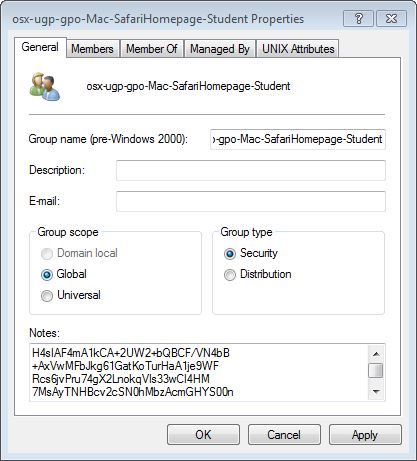 osx-ugp-gpo-Mac-SafariHomepage-Student Properties
General Members Member Of Managed By UNIX Attributes
osx-ugp-gpo-Mac-SafariHomepage-Student
Group name (pre-Windows 2000): -gpo-Mac-SafariHomepage-Student
Description:
E-mail:
Group scope Group type
Domain local Security
Global Distribution
Universal
Notes:
H4sIAF4mA1kCA+2UW2+bQBCF/VN4bB
+AxVwMFbJkg61GatKoTurHaA1je9WF
Rcs6jvPru74gX2LnokqVIs33wCI4HM
7MsAyTNHBcv2cSN0hMbzAcmGHYS00n
OK Cancel Apply